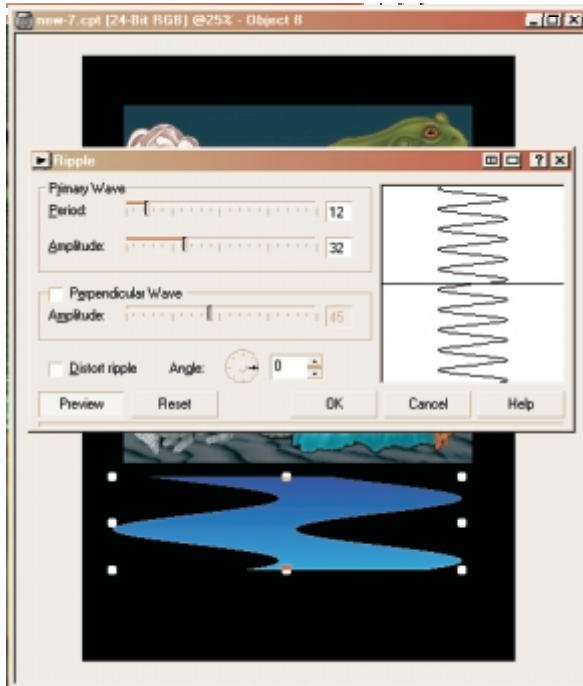 new-7.cpt (24-Bit RGB) @25% - Object 8
Ripple
Primary Wave
Period: 12
Amplitude: 32
Perpendicular Wave
Amplitude: 45
Distort ripple Angle: 0
Preview Reset OK Cancel Help